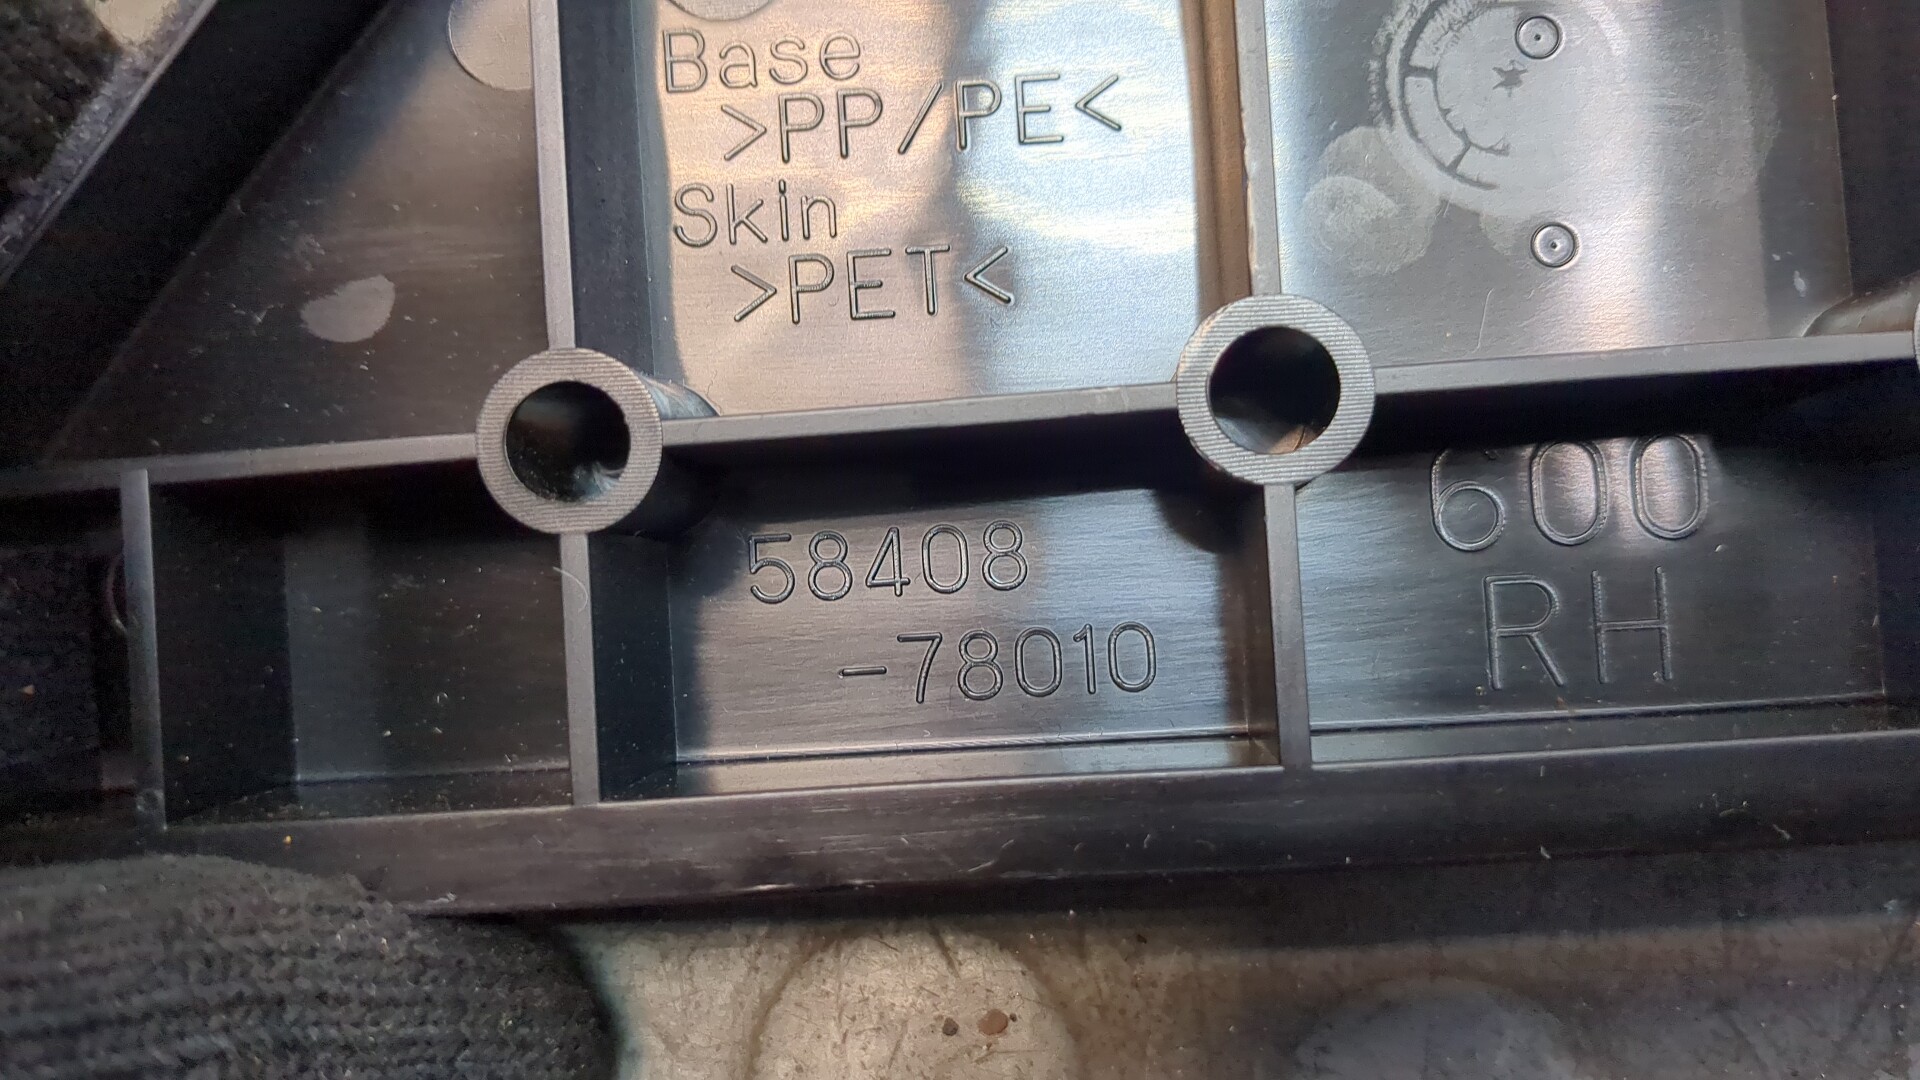 Base
>PP/PE<
Skin
>PET<
58408
-78010
600
RH